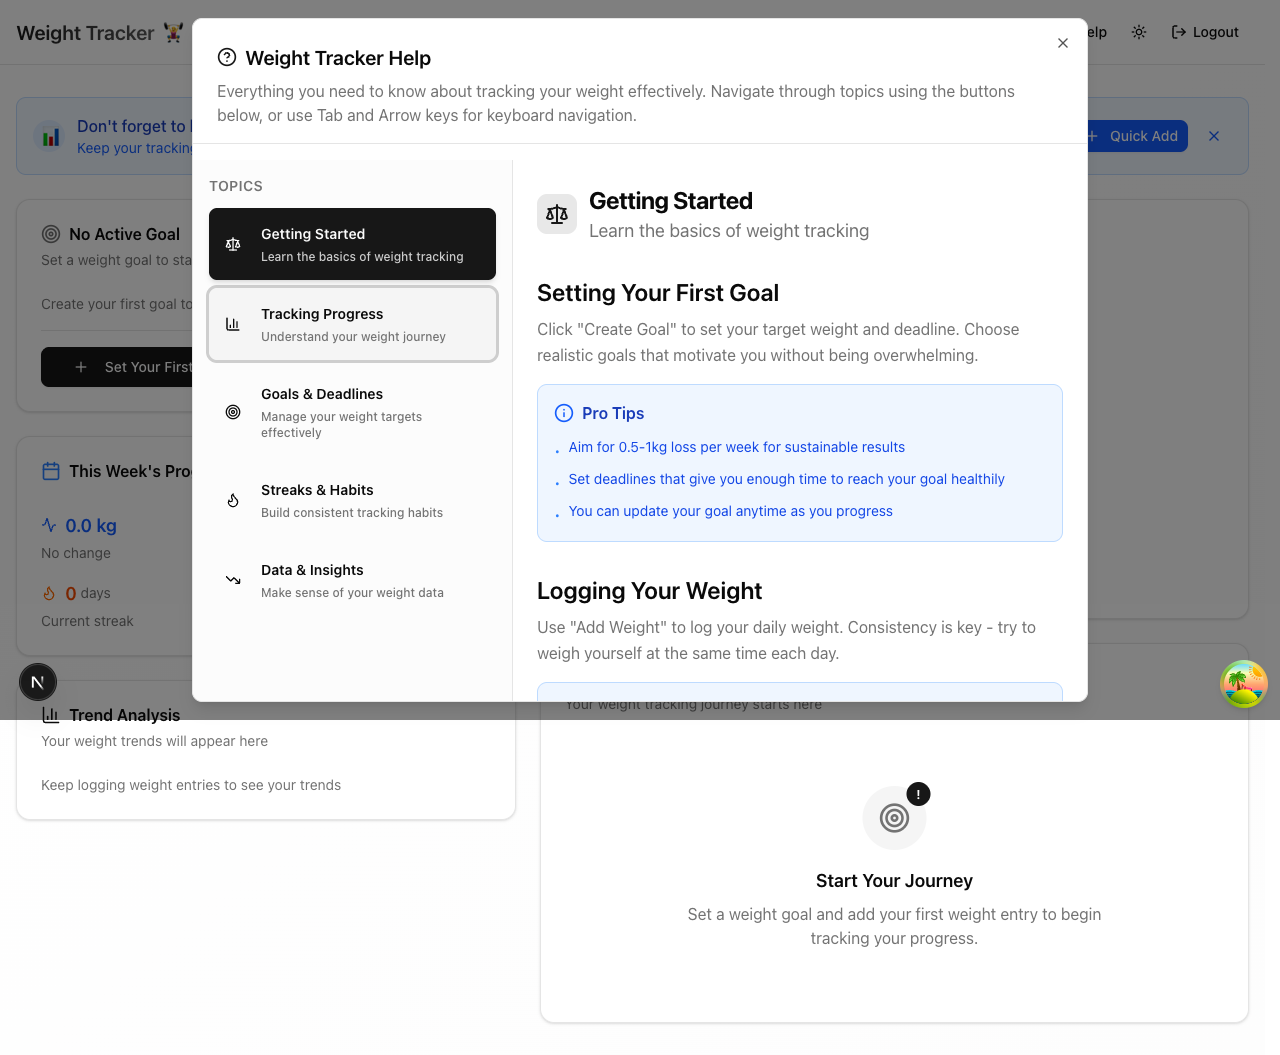 Weight Tracker
elp
Logout
Don't forget to
Keep your tracking
Quick Add
No Active Goal
Set a weight goal to sta
Create your first goal to
Set Your First
This Week's Pro
0.0 kg
No change
0 days
Current streak
N
Trend Analysis
Your weight trends will appear here
Keep logging weight entries to see your trends
Weight Tracker Help
Everything you need to know about tracking your weight effectively. Navigate through topics using the buttons
below, or use Tab and Arrow keys for keyboard navigation.
TOPICS
Getting Started
Learn the basics of weight tracking
Tracking Progress
Understand your weight journey
Goals & Deadlines
Manage your weight targets
effectively
Streaks & Habits
Build consistent tracking habits
Data & Insights
Make sense of your weight data
Getting Started
Learn the basics of weight tracking
Setting Your First Goal
Click "Create Goal" to set your target weight and deadline. Choose
realistic goals that motivate you without being overwhelming.
Pro Tips
• Aim for 0.5-1kg loss per week for sustainable results
• Set deadlines that give you enough time to reach your goal healthily
• You can update your goal anytime as you progress
Logging Your Weight
Use "Add Weight" to log your daily weight. Consistency is key - try to
weigh yourself at the same time each day.
Your weight tracking journey starts here
!
Start Your Journey
Set a weight goal and add your first weight entry to begin
tracking your progress.